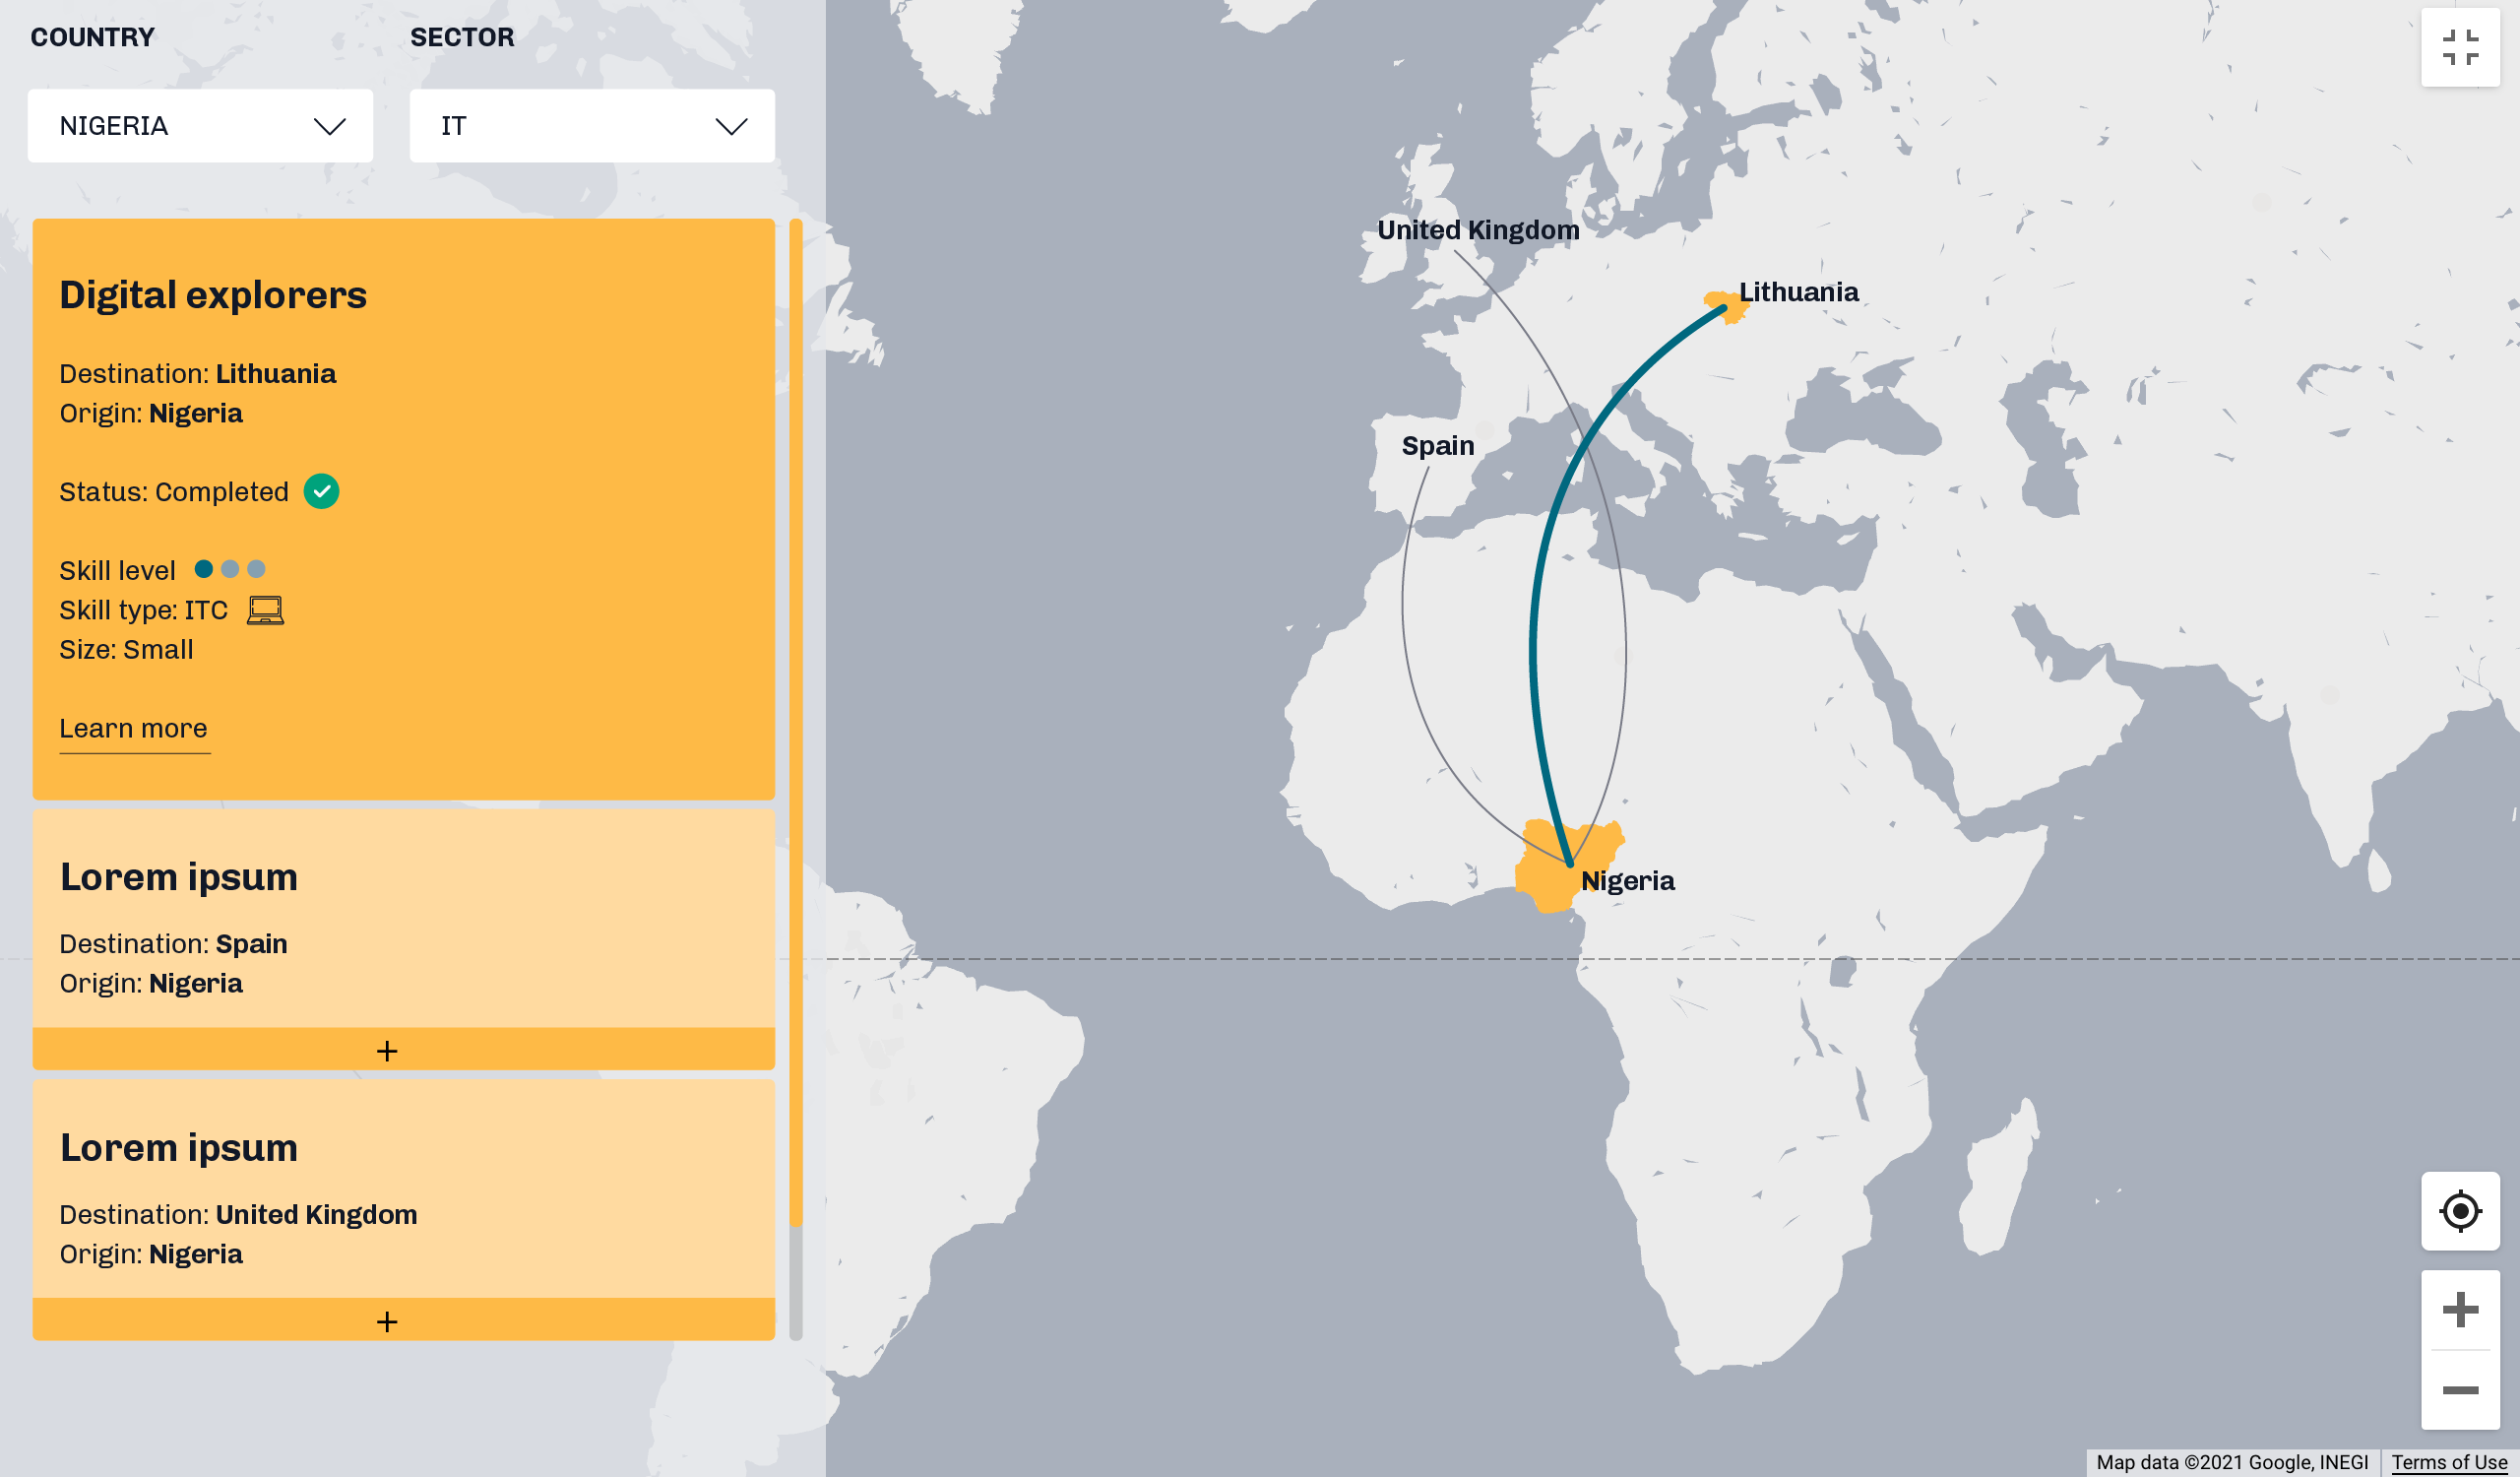 COUNTRY
SECTOR
NIGERIA
IT
Digital explorers
Destination: Lithuania
Origin: Nigeria
Status: Completed
Skill level
Skill type: ITC
Size: Small
Learn more
Lorem ipsum
Destination: Spain
Origin: Nigeria
+
Lorem ipsum
Destination: United Kingdom
Origin: Nigeria
+
United Kingdom
Lithuania
Spain
Nigeria
Map data ©2021 Google, INEGI
Terms of Use